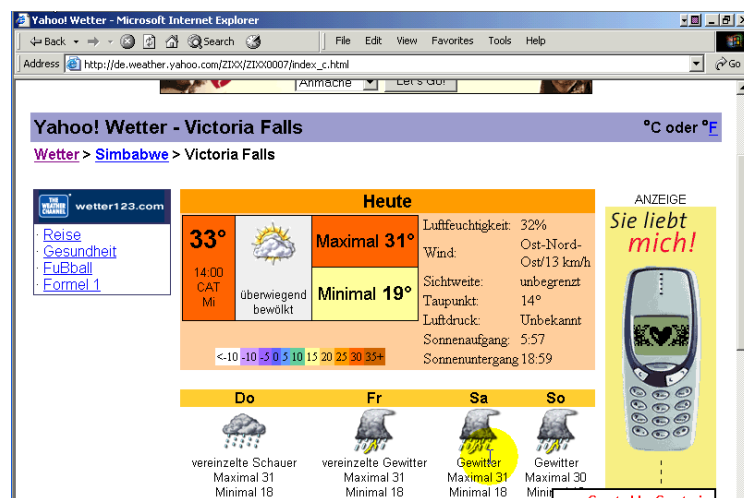 Yahoo! Wetter - Microsoft Internet Explorer
Back Search File Edit View Favorites Tools Help
Address http://de.weather.yahoo.com/ZIXX/ZIXX0007/index_c.html Go
Anmache Let's Go!
Yahoo! Wetter - Victoria Falls °C oder °F
Wetter > Simbabwe > Victoria Falls
THE WEATHER CHANNEL wetter123.com
· Reise
· Gesundheit
· FuBball
· Formel 1
Heute
33°
14:00
CAT
Mi
überwiegend
bewölkt
Maximal 31°
Minimal 19°
Luftfeuchtigkeit: 32%
Wind: Ost-Nord-
Ost/13 km/h
Sichtweite: unbegrenzt
Taupunkt: 14°
Luftdruck: Unbekannt
Sonnenaufgang: 5:57
Sonnenuntergang 18:59
<-10 -10 -5 0 5 10 15 20 25 30 35+
ANZEIGE
Sie liebt
mich!
Do Fr Sa So
vereinzelte Schauer vereinzelte Gewitter Gewitter Gewitter
Maximal 31 Maximal 31 Maximal 31 Maximal 30
Minimal 18 Minimal 18 Minimal 18